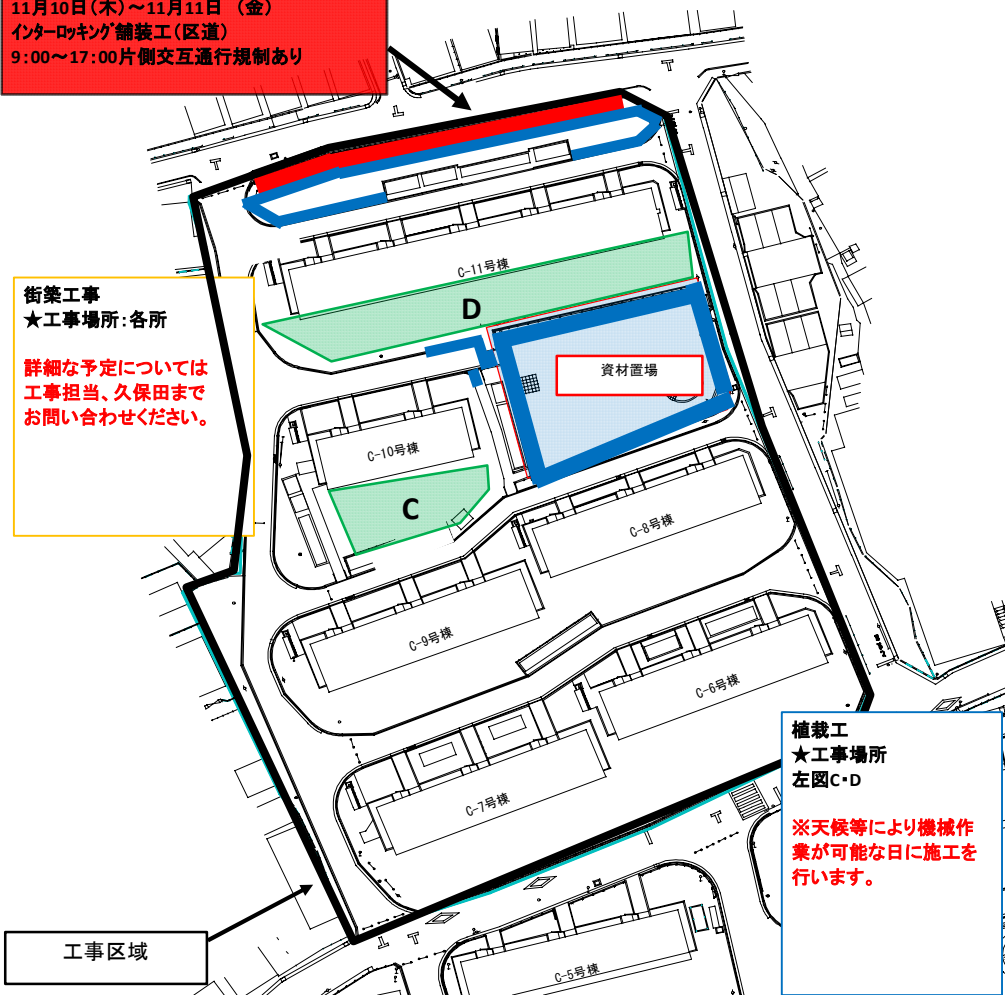 11月10日(木)～11月11日 (金)
インターロッキング舗装工(区道)
9:00～17:00片側交互通行規制あり
C-11号棟
D
街築工事
★工事場所：各所
詳細な予定については
工事担当、久保田まで
お問い合わせください。
資材置場
C-10号棟
C
C-8号棟
C-9号棟
C-6号棟
C-7号棟
植栽工
★工事場所
左図C・D
※天候等により機械作
業が可能な日に施工を
行います。
工事区域
C-5号棟